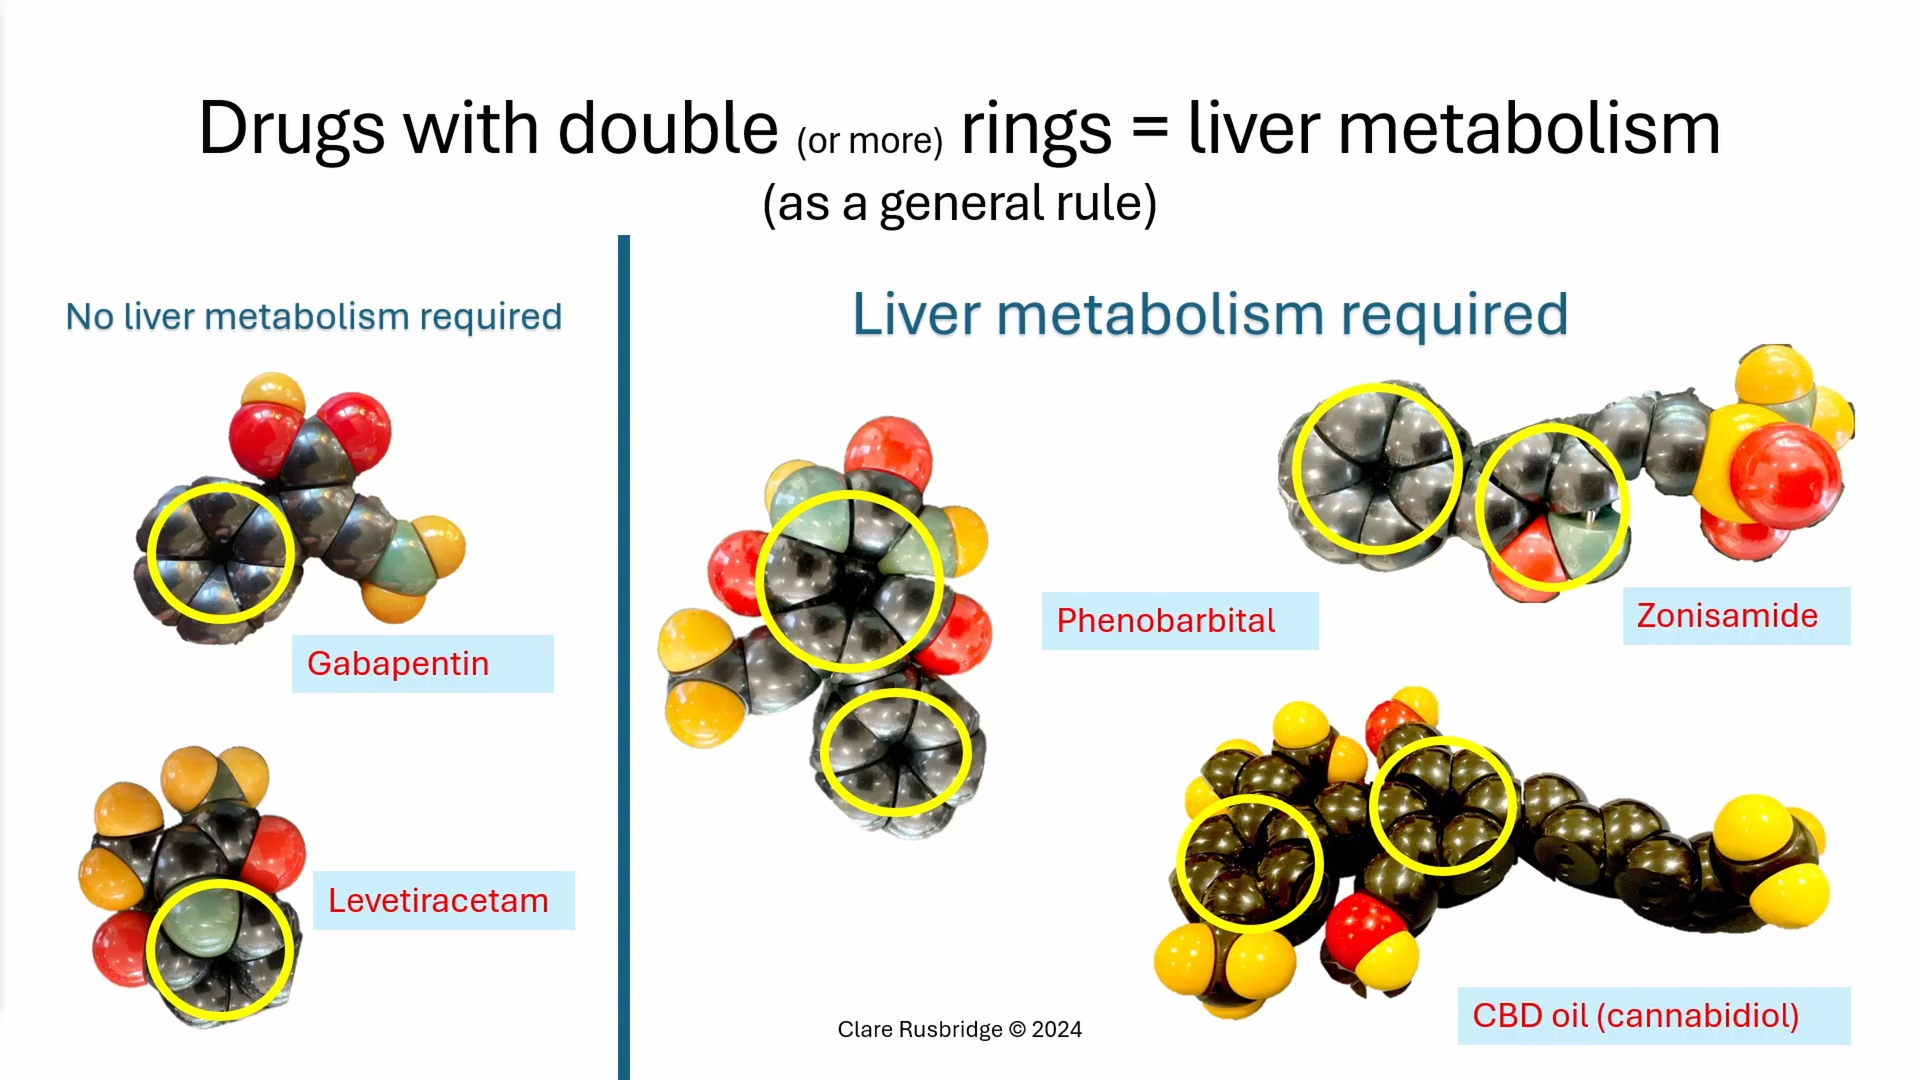 Drugs with double (or more) rings = liver metabolism
(as a general rule)
No liver metabolism required
Liver metabolism required
Gabapentin
Levetiracetam
Phenobarbital
Zonisamide
CBD oil (cannabidiol)
Clare Rusbridge © 2024